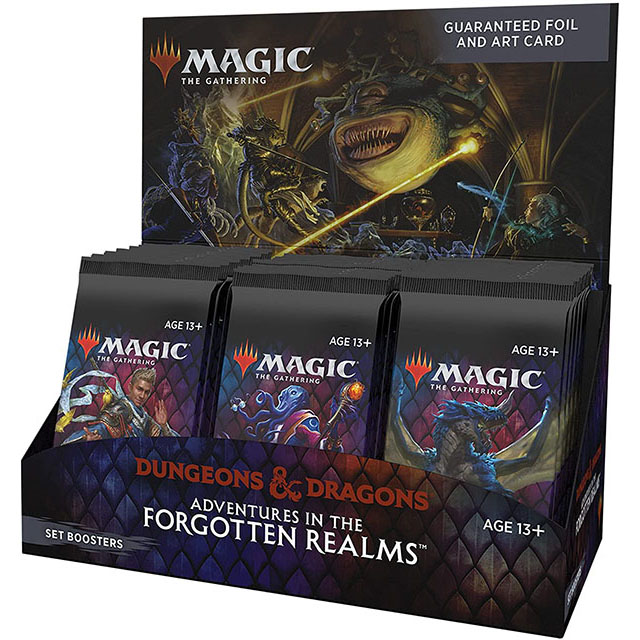 GUARANTEED FOIL
AND ART CARD
MAGIC
THE GATHERING
AGE 13+
MAGIC
THE GATHERING
AGE 13+
MAGIC
THE GATHERING
AGE 13+
MAGIC
THE GATHERING
DUNGEONS & DRAGONS
ADVENTURES IN THE
FORGOTTEN REALMS™
SET BOOSTERS
AGE 13+